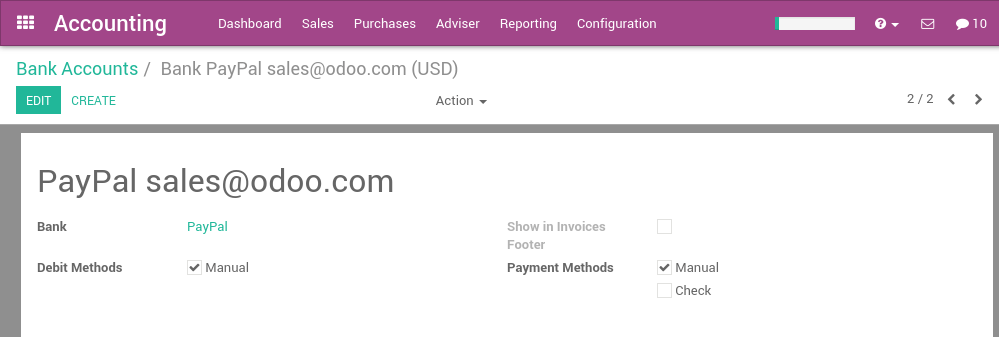 Accounting Dashboard Sales Purchases Adviser Reporting Configuration 10
Bank Accounts / Bank PayPal sales@odoo.com (USD)
EDIT CREATE Action 2 / 2
PayPal sales@odoo.com
Bank PayPal Show in Invoices
Footer
Debit Methods Manual Payment Methods Manual
Check